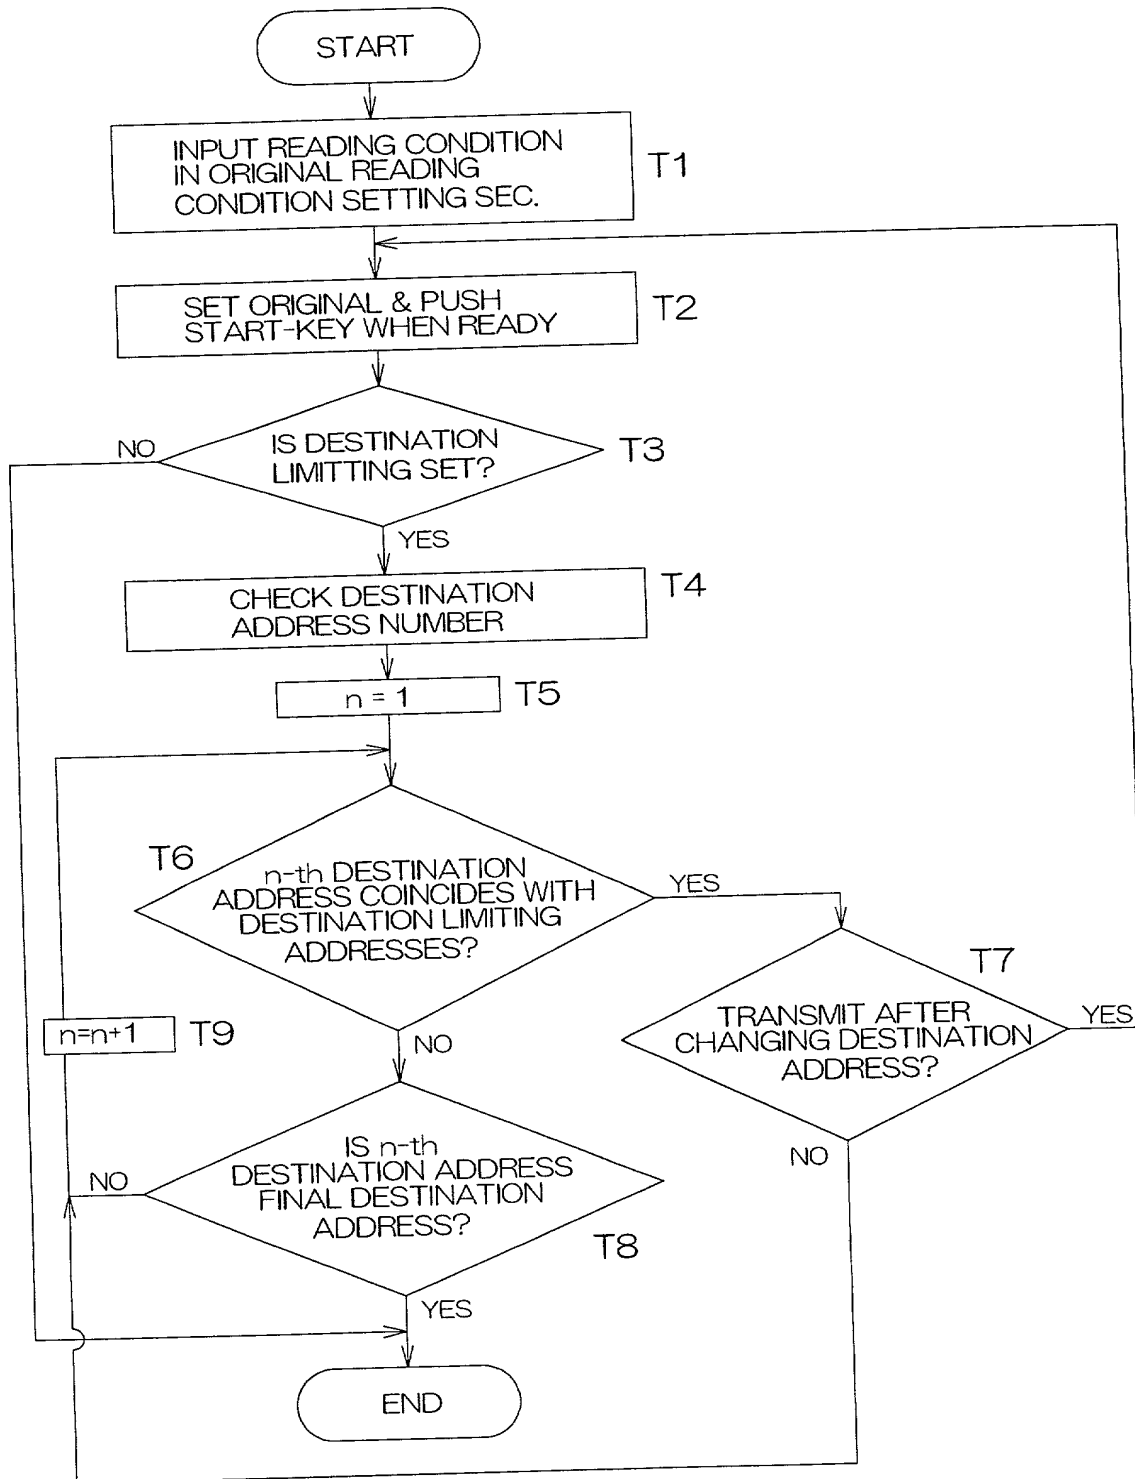 START
INPUT READING CONDITION
IN ORIGINAL READING
CONDITION SETTING SEC.
T1
SET ORIGINAL & PUSH
START-KEY WHEN READY
T2
NO
IS DESTINATION
LIMITTING SET?
T3
YES
CHECK DESTINATION
ADDRESS NUMBER
T4
n = 1
T5
T6
n-th DESTINATION
ADDRESS COINCIDES WITH
DESTINATION LIMITING
ADDRESSES?
YES
T7
TRANSMIT AFTER
CHANGING DESTINATION
ADDRESS?
YES
n=n+1
T9
NO
NO
IS n-th
DESTINATION ADDRESS
FINAL DESTINATION
ADDRESS?
NO
T8
YES
END